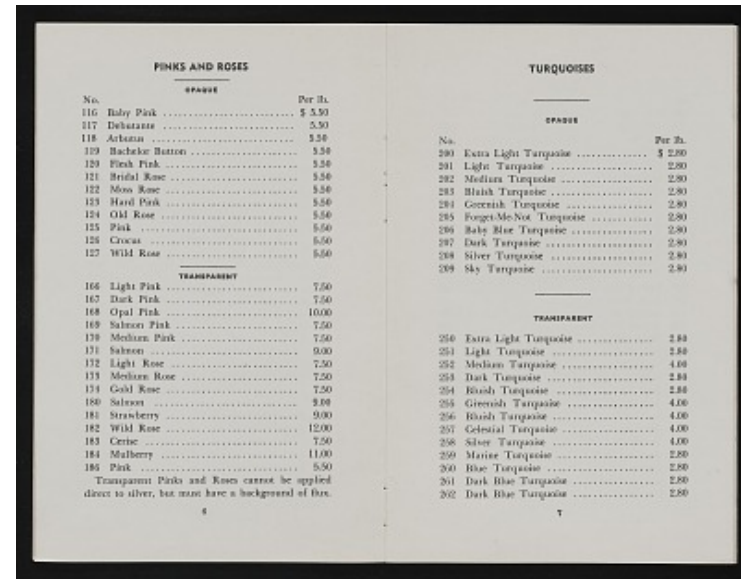 PINKS AND ROSES
OPAQUE
No. Per lb.
116 Baby Pink .......................... $ 5.50
117 Debutante .......................... 5.50
118 Arbutus .......................... 5.50
119 Bachelor Button .......................... 5.50
120 Flesh Pink .......................... 5.50
121 Bridal Rose .......................... 5.50
122 Moss Rose .......................... 5.50
123 Hard Pink .......................... 5.50
124 Old Rose .......................... 5.50
125 Pink .......................... 5.50
126 Crocus .......................... 5.50
127 Wild Rose .......................... 5.50
TRANSPARENT
166 Light Pink .......................... 7.50
167 Dark Pink .......................... 7.50
168 Opal Pink .......................... 10.00
169 Salmon Pink .......................... 7.50
170 Medium Pink .......................... 7.50
171 Salmon .......................... 9.00
172 Light Rose .......................... 7.50
173 Medium Rose .......................... 7.50
174 Gold Rose .......................... 7.50
180 Salmon .......................... 9.00
181 Strawberry .......................... 9.00
182 Wild Rose .......................... 12.00
183 Cerise .......................... 7.50
184 Mulberry .......................... 11.00
186 Pink .......................... 5.50
Transparent Pinks and Roses cannot be applied
direct to silver, but must have a background of flux.
6
TURQUOISES
OPAQUE
No. Per lb.
200 Extra Light Turquoise ............... $ 2.80
201 Light Turquoise ............... 2.80
202 Medium Turquoise ............... 2.80
203 Bluish Turquoise ............... 2.80
204 Greenish Turquoise ............... 2.80
205 Forget-Me-Not Turquoise ............... 2.80
206 Baby Blue Turquoise ............... 2.80
207 Dark Turquoise ............... 2.80
208 Silver Turquoise ............... 2.80
209 Sky Turquoise ............... 2.80
TRANSPARENT
250 Extra Light Turquoise ............... 2.80
251 Light Turquoise ............... 2.80
252 Medium Turquoise ............... 4.00
253 Dark Turquoise ............... 2.80
254 Bluish Turquoise ............... 2.80
255 Greenish Turquoise ............... 4.00
256 Bluish Turquoise ............... 4.00
257 Celestial Turquoise ............... 4.00
258 Silver Turquoise ............... 4.00
259 Marine Turquoise ............... 2.80
260 Blue Turquoise ............... 2.80
261 Dark Blue Turquoise ............... 2.80
262 Dark Blue Turquoise ............... 2.80
7